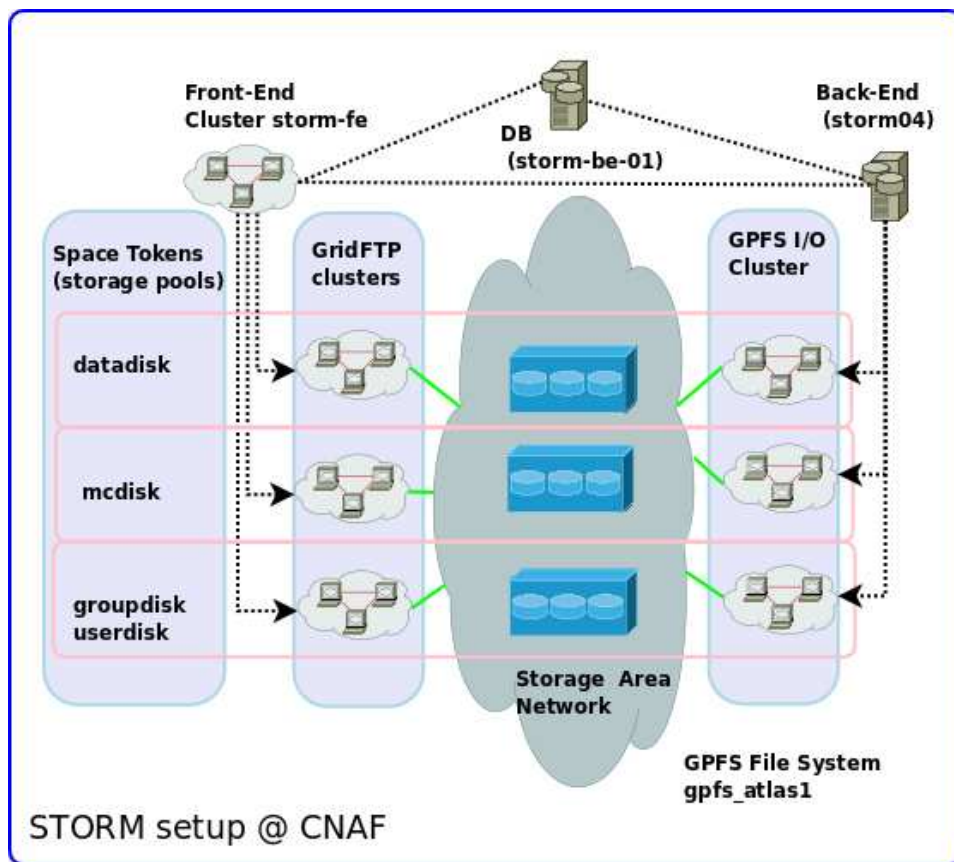 Front-End
Cluster storm-fe
DB
(storm-be-01)
Back-End
(storm04)
Space Tokens
(storage pools)
GridFTP
clusters
GPFS I/O
Cluster
datadisk
mcdisk
groupdisk
userdisk
Storage Area
Network
GPFS File System
gpfs_atlas1
STORM setup @ CNAF